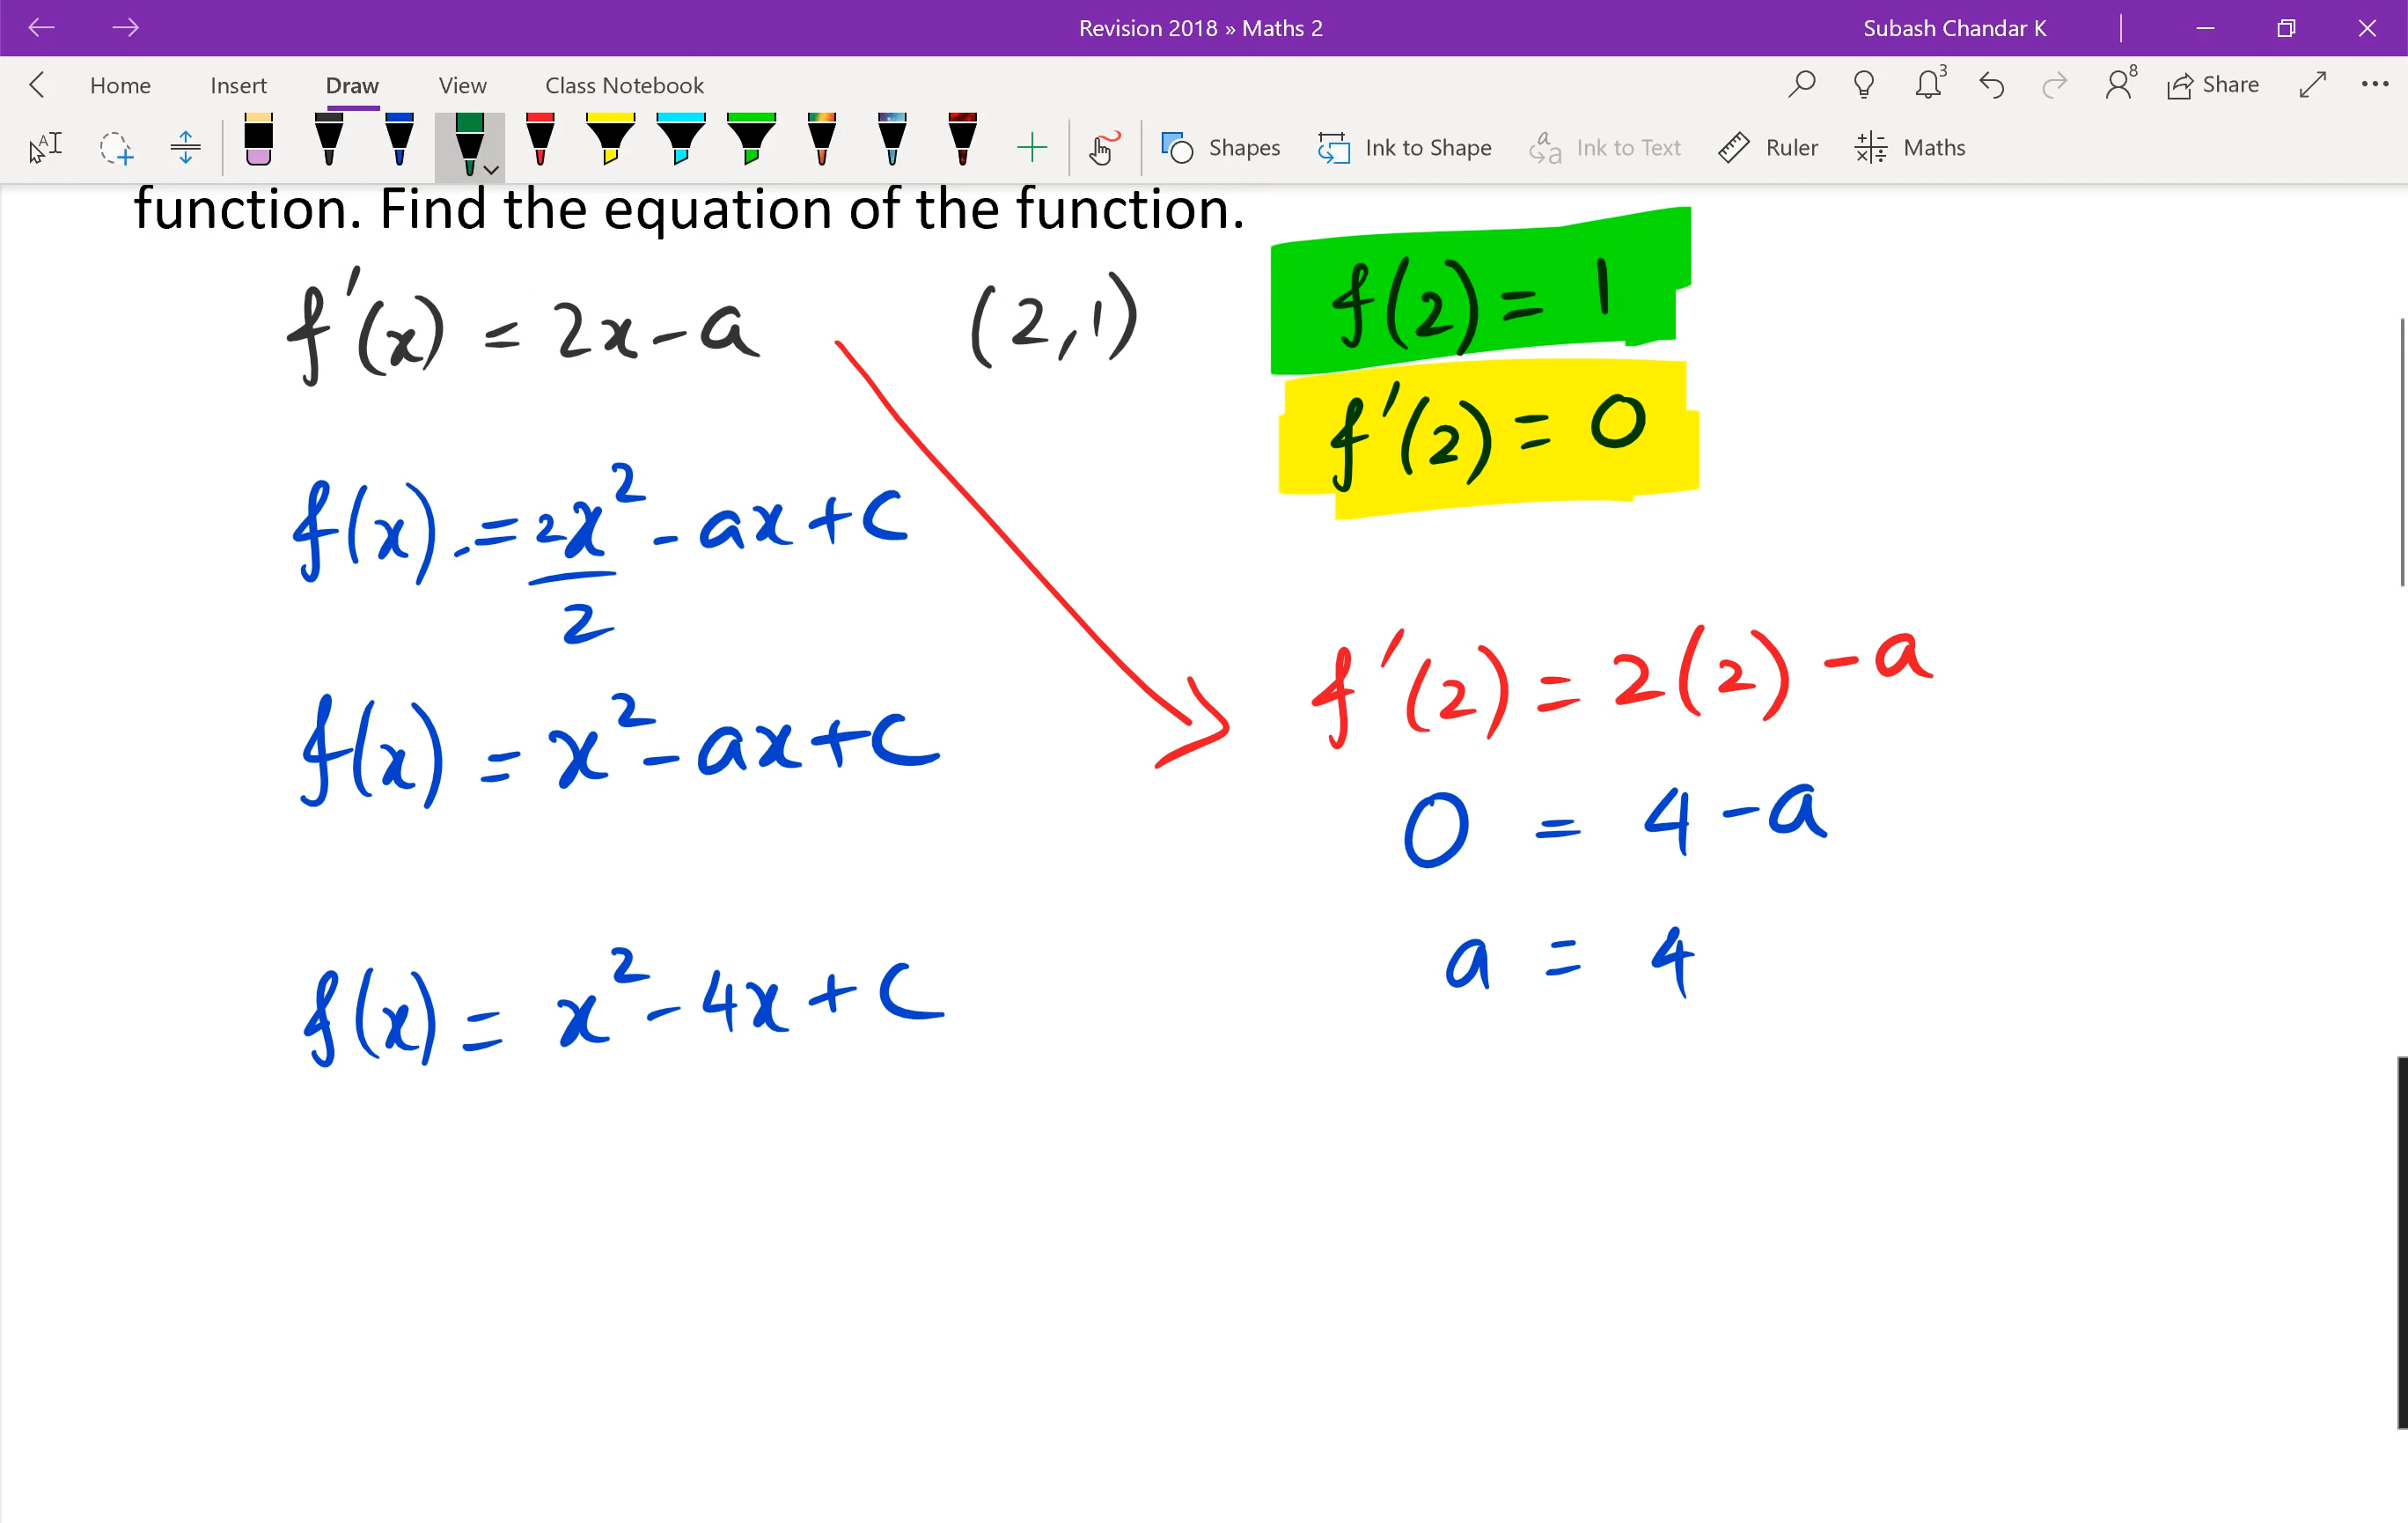 Revision 2018 » Maths 2
Subash Chandar K
Home Insert Draw View Class Notebook
3 8 Share
Shapes Ink to Shape Ink to Text Ruler Maths
function. Find the equation of the function.
f'(x) = 2x - a (2, 1) f(2) = 1
f'(2) = 0
f(x) = 2x²/2 - ax + c
f'(2) = 2(2) - a
f(x) = x² - ax + c
0 = 4 - a
a = 4
f(x) = x² - 4x + c